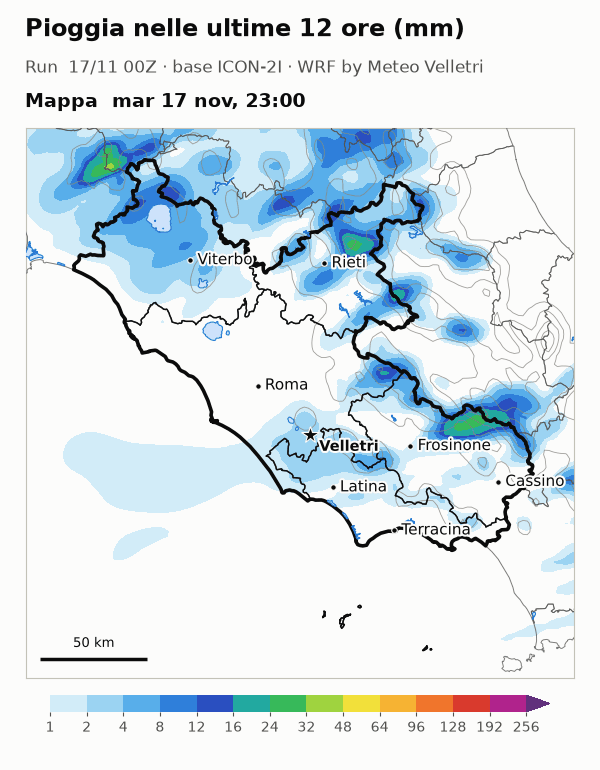 Pioggia nelle ultime 12 ore (mm)
Run  17/11 00Z · base ICON-2I · WRF by Meteo Velletri
Mappa  mar 17 nov, 23:00
Viterbo
Rieti
Roma
Velletri
Frosinone
Cassino
Latina
Terracina
50 km
1 2 4 8 12 16 24 32 48 64 96 128 192 256